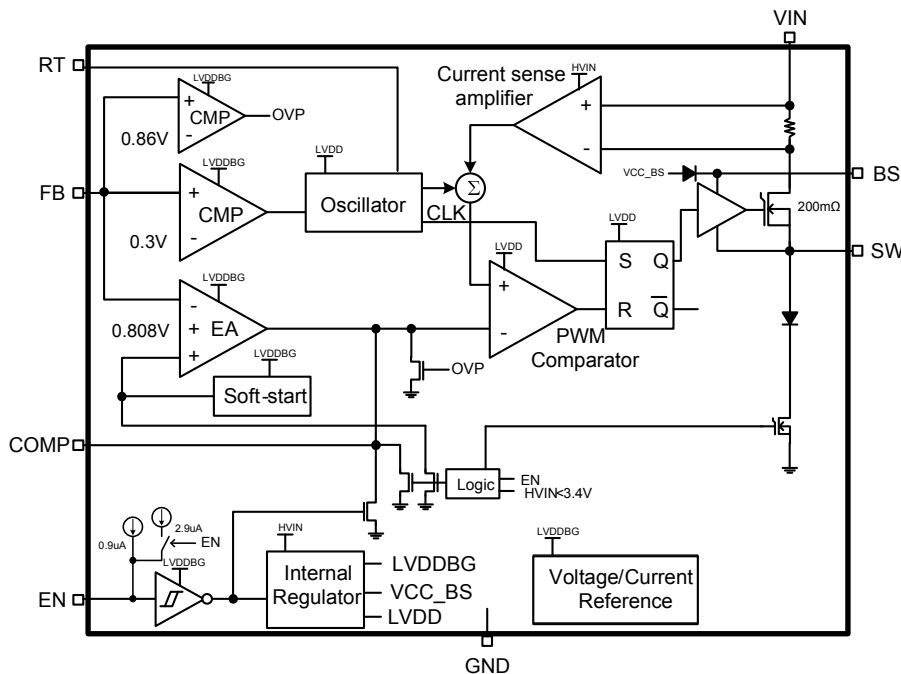 VIN
RT
LVDDBG
+
CMP
-
OVP
0.86V
Current sense
amplifier
HVIN
+
-
FB
LVDDBG
+
CMP
-
0.3V
LVDD
Oscillator
CLK
Σ
VCC_BS
BS
200mΩ
SW
LVDD
S
Q
R
Q
LVDD
+
-
PWM
Comparator
LVDDBG
-
+
EA
+
0.808V
LVDDBG
Soft-start
OVP
COMP
Logic
EN
HVIN<3.4V
0.9uA
2.9uA
EN
LVDDBG
EN
HVIN
Internal
Regulator
LVDDBG
VCC_BS
LVDD
LVDDBG
Voltage/Current
Reference
GND